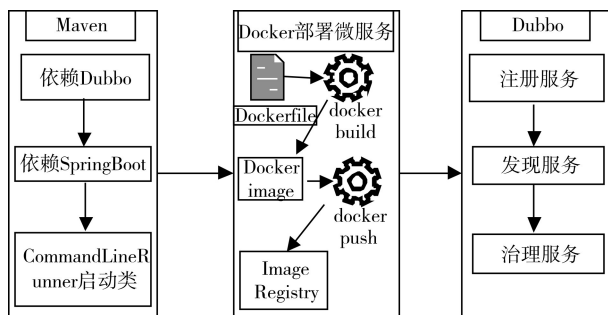 Maven
依赖Dubbo
依赖SpringBoot
CommandLineR
unner启动类
Docker部署微服务
Dockerfile
docker
build
Docker
image
docker
push
Image
Registry
Dubbo
注册服务
发现服务
治理服务